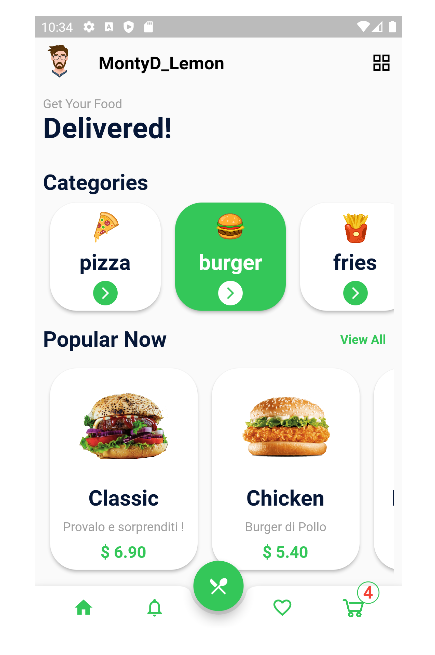 10:34
MontyD_Lemon
Get Your Food
Delivered!
Categories
pizza
burger
fries
Popular Now
View All
Classic
Chicken
Provalo e sorprenditi !
Burger di Pollo
$ 6.90
$ 5.40
4